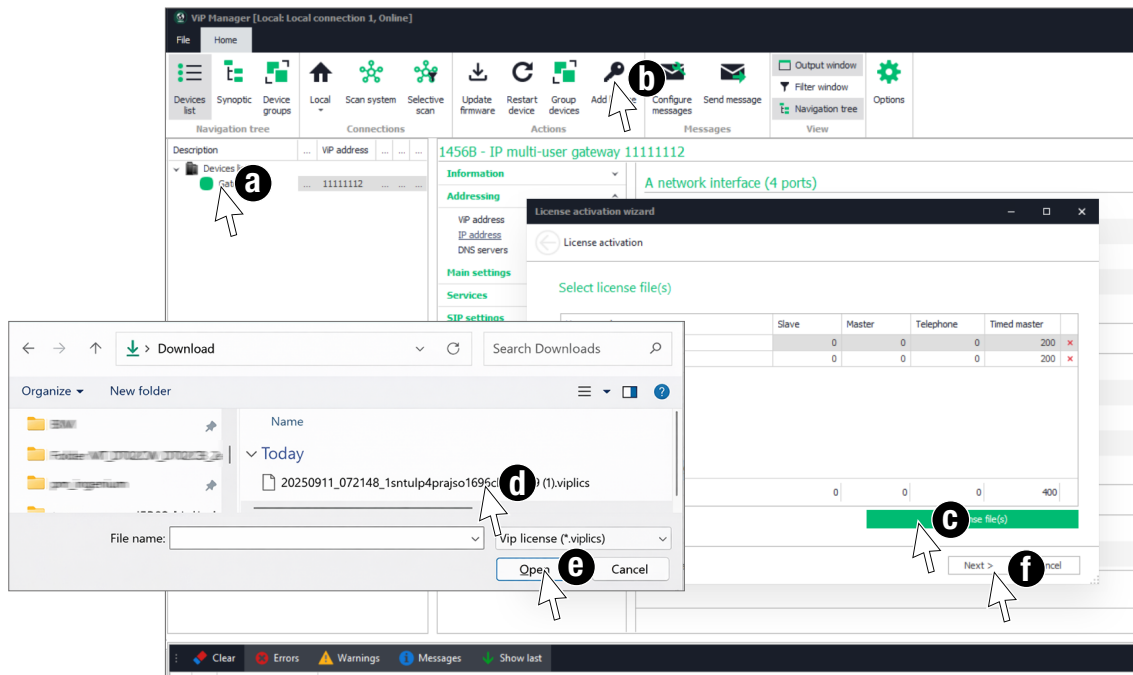 ViP Manager [Local: Local connection 1, Online]
File Home
Devices list
Synoptic
Device groups
Local
Scan system
Selective scan
Update firmware
Restart device
Group devices
Add
Configure messages
Send message
Output window
Filter window
Navigation tree
Options
Navigation tree
Connections
Actions
Messages
View
b
Description ... ViP address ... ... ...
Devices
a
... 11111112 ... ... ...
1456B - IP multi-user gateway 11111112
Information
Addressing
ViP address
IP address
DNS servers
Main settings
Services
SIP settings
A network interface (4 ports)
License activation wizard
License activation
Select license file(s)
Slave Master Telephone Timed master
0 0 0 200 ×
0 0 0 200 ×
0 0 0 400
c
file(s)
Next >
f
Download
Search Downloads
Organize
New folder
Name
Today
d
File name:
Vip license (*.viplics)
Open
e
Cancel
Clear Errors Warnings Messages Show last